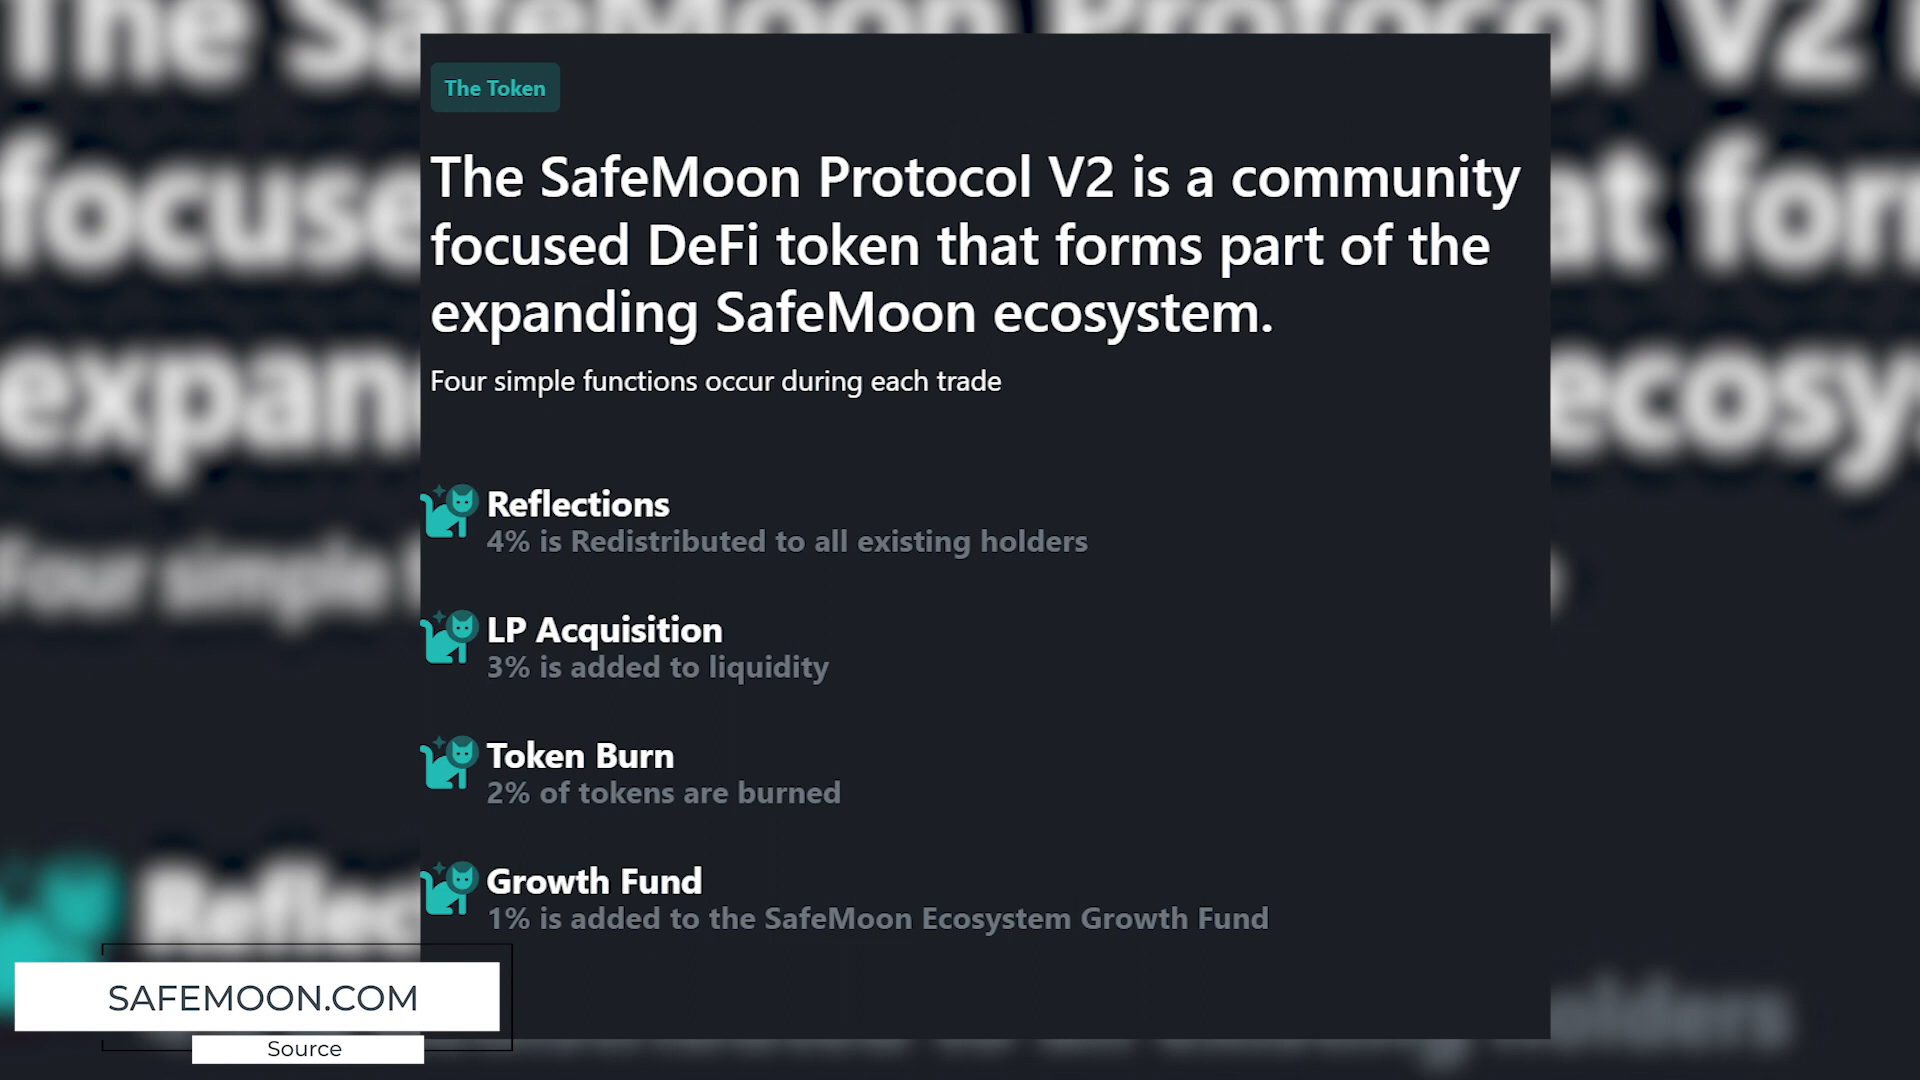 The Token
The SafeMoon Protocol V2 is a community
focused DeFi token that forms part of the
expanding SafeMoon ecosystem.
Four simple functions occur during each trade
Reflections
4% is Redistributed to all existing holders
LP Acquisition
3% is added to liquidity
Token Burn
2% of tokens are burned
Growth Fund
1% is added to the SafeMoon Ecosystem Growth Fund
SAFEMOON.COM
Source